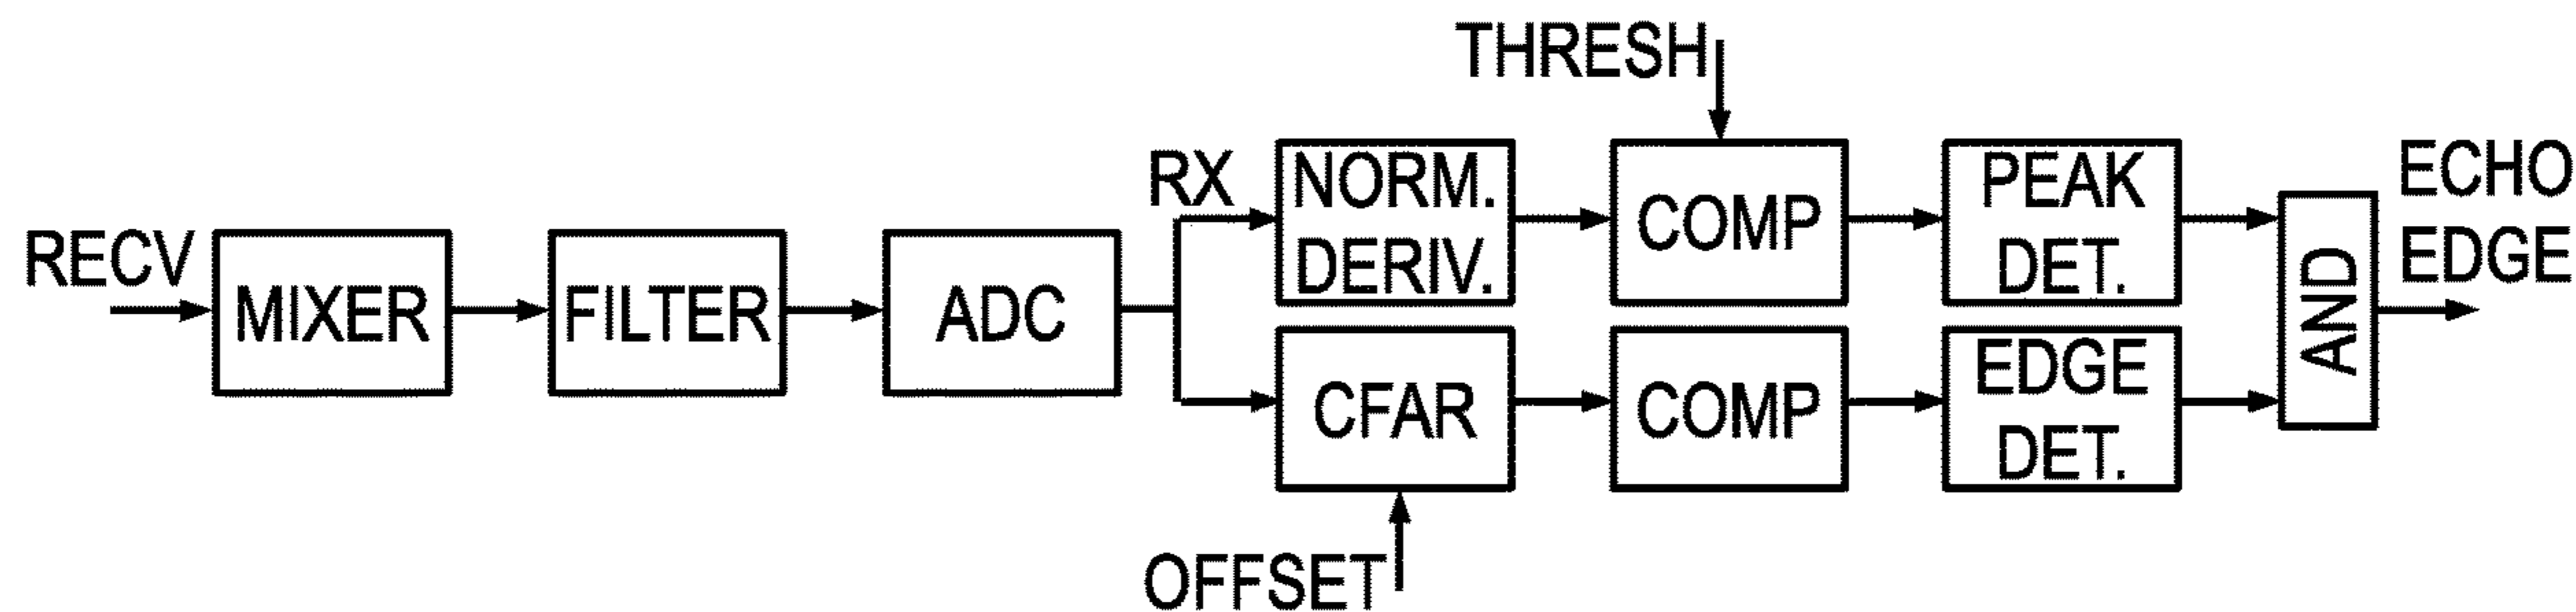 THRESH
RECV
MIXER
FILTER
ADC
RX
NORM.
DERIV.
COMP
PEAK
DET.
CFAR
COMP
EDGE
DET.
AND
ECHO
EDGE
OFFSET